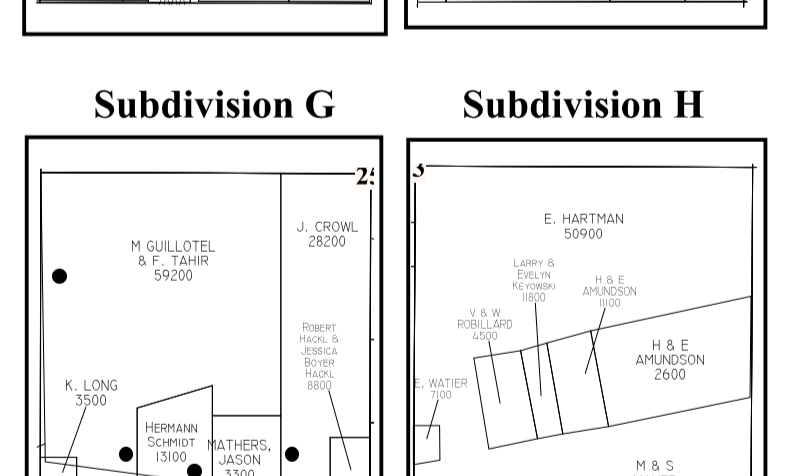 Subdivision G
Subdivision H
M GUILLOTEL
& F. TAHIR
59200
J. CROWL
28200
ROBERT
HACKL &
JESSICA
BOYER
HACKL
8800
K. LONG
3500
HERMANN
SCHMIDT
13100
MATHERS,
JASON
3300
E. HARTMAN
50900
LARRY &
EVELYN
KEYOWSKI
11800
H & E
AMUNDSON
11100
V & W
ROBILLARD
4500
H & E
AMUNDSON
2600
E. WATIER
7100
M & S